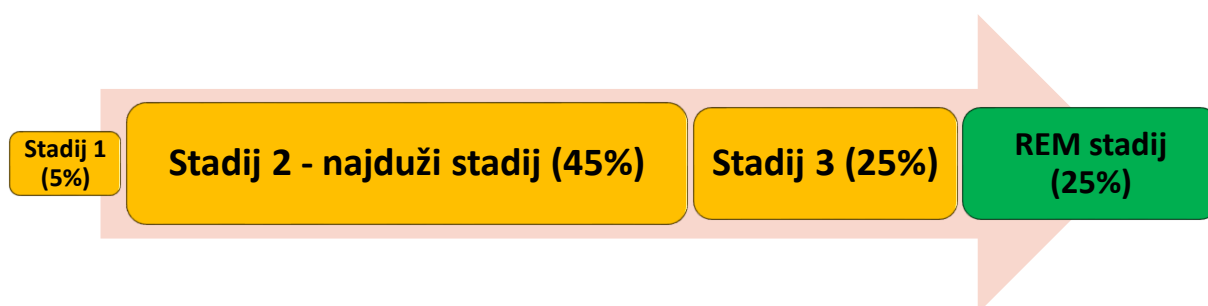 Stadij 1
(5%)
Stadij 2 - najduži stadij (45%)
Stadij 3 (25%)
REM stadij
(25%)